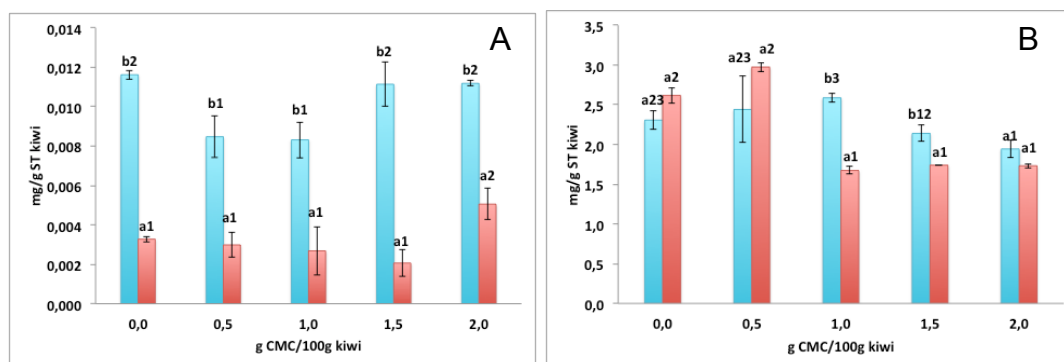 A
0,014
0,012
0,010
0,008
0,006
0,004
0,002
0,000
mg/g ST kiwi
b2
a1
b1
a1
b1
a1
b2
a1
b2
a2
0,0 0,5 1,0 1,5 2,0
g CMC/100g kiwi
B
3,5
3,0
2,5
2,0
1,5
1,0
0,5
0,0
mg/g ST kiwi
a23
a2
a23
a2
b3
a1
b12
a1
a1
a1
0,0 0,5 1,0 1,5 2,0
g CMC/100g kiwi